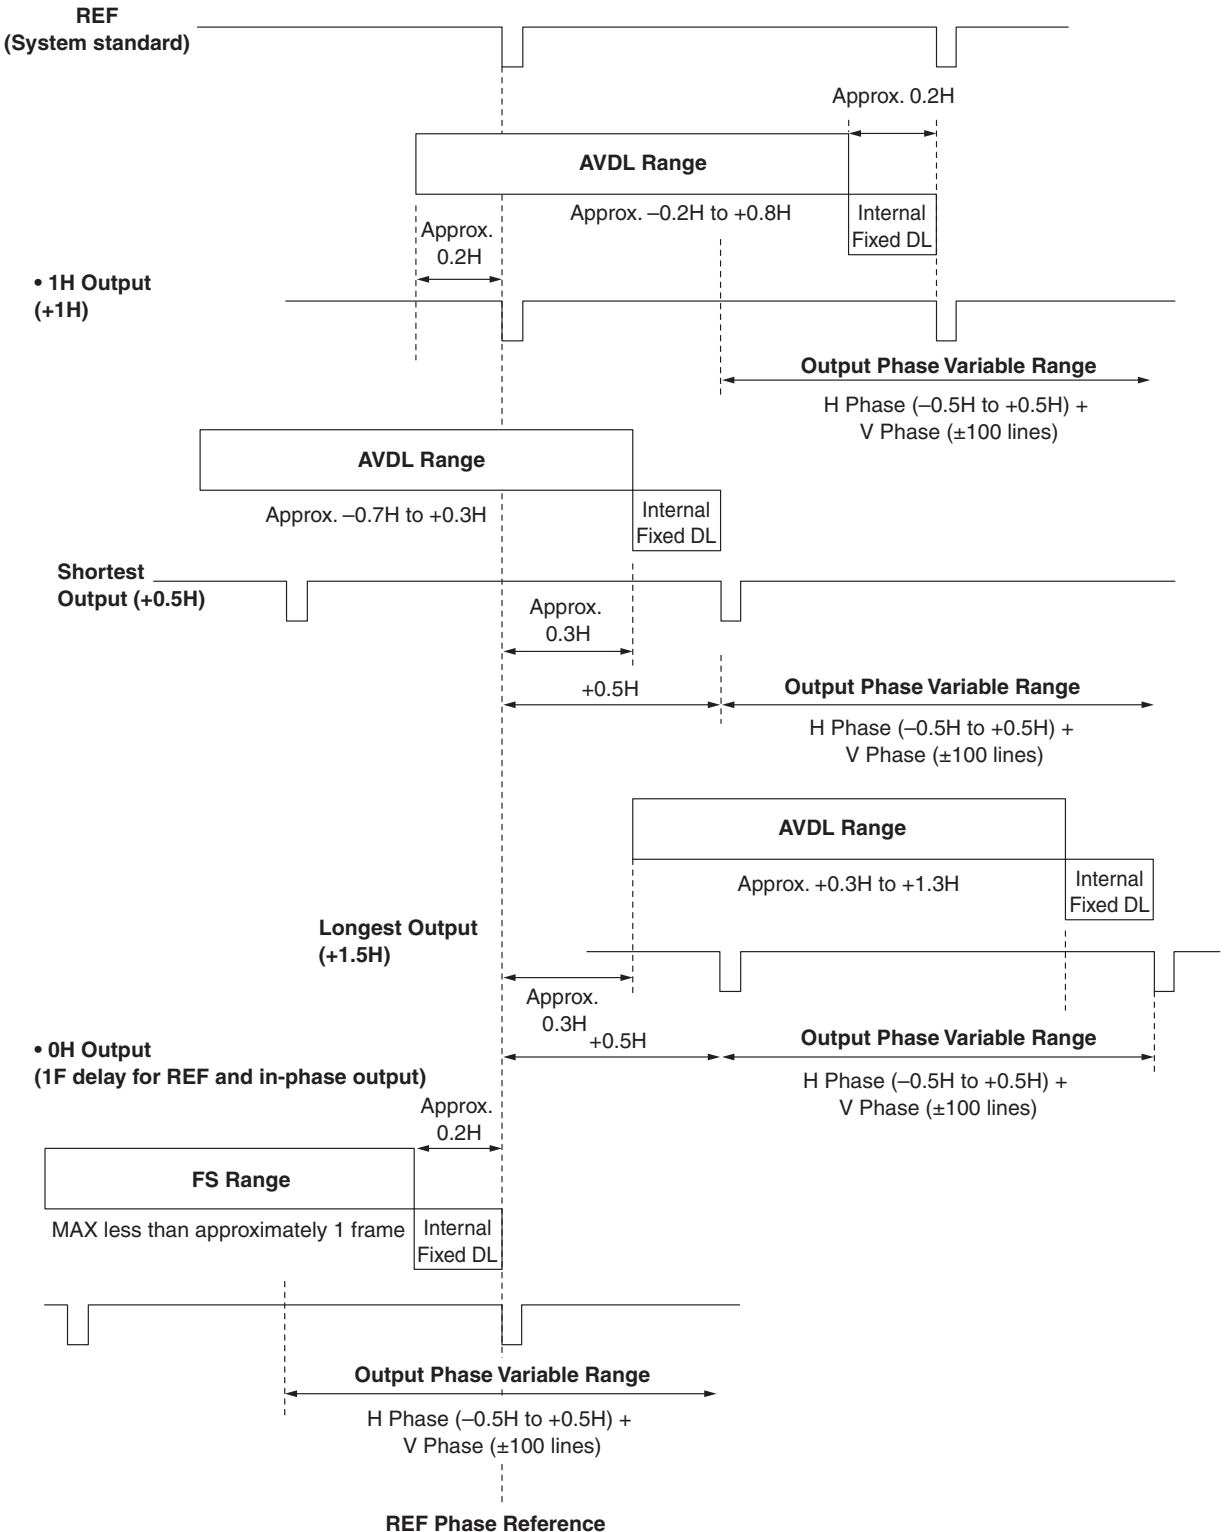 REF
(System standard)
Approx. 0.2H
AVDL Range
Approx. –0.2H to +0.8H
Internal
Fixed DL
Approx.
0.2H
• 1H Output
(+1H)
Output Phase Variable Range
H Phase (–0.5H to +0.5H) +
V Phase (±100 lines)
AVDL Range
Approx. –0.7H to +0.3H
Internal
Fixed DL
Shortest
Output (+0.5H)
Approx.
0.3H
+0.5H
Output Phase Variable Range
H Phase (–0.5H to +0.5H) +
V Phase (±100 lines)
AVDL Range
Approx. +0.3H to +1.3H
Internal
Fixed DL
Longest Output
(+1.5H)
Approx.
0.3H
+0.5H
Output Phase Variable Range
H Phase (–0.5H to +0.5H) +
V Phase (±100 lines)
• 0H Output
(1F delay for REF and in-phase output)
Approx.
0.2H
FS Range
MAX less than approximately 1 frame
Internal
Fixed DL
Output Phase Variable Range
H Phase (–0.5H to +0.5H) +
V Phase (±100 lines)
REF Phase Reference